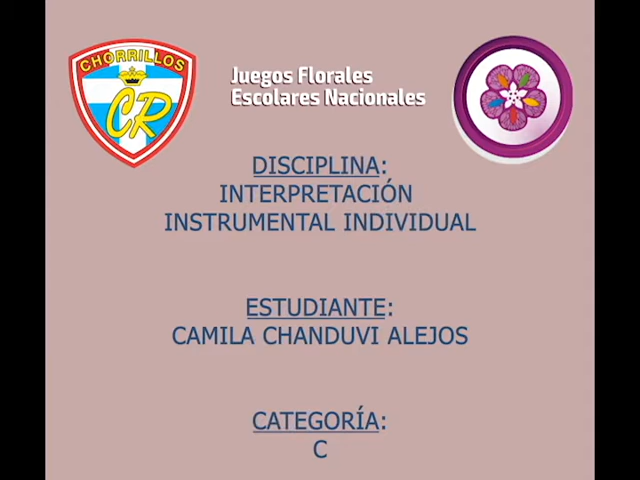 CHORRILLOS
CR
Juegos Florales
Escolares Nacionales
DISCIPLINA:
INTERPRETACIÓN
INSTRUMENTAL INDIVIDUAL
ESTUDIANTE:
CAMILA CHANDUVI ALEJOS
CATEGORÍA:
C